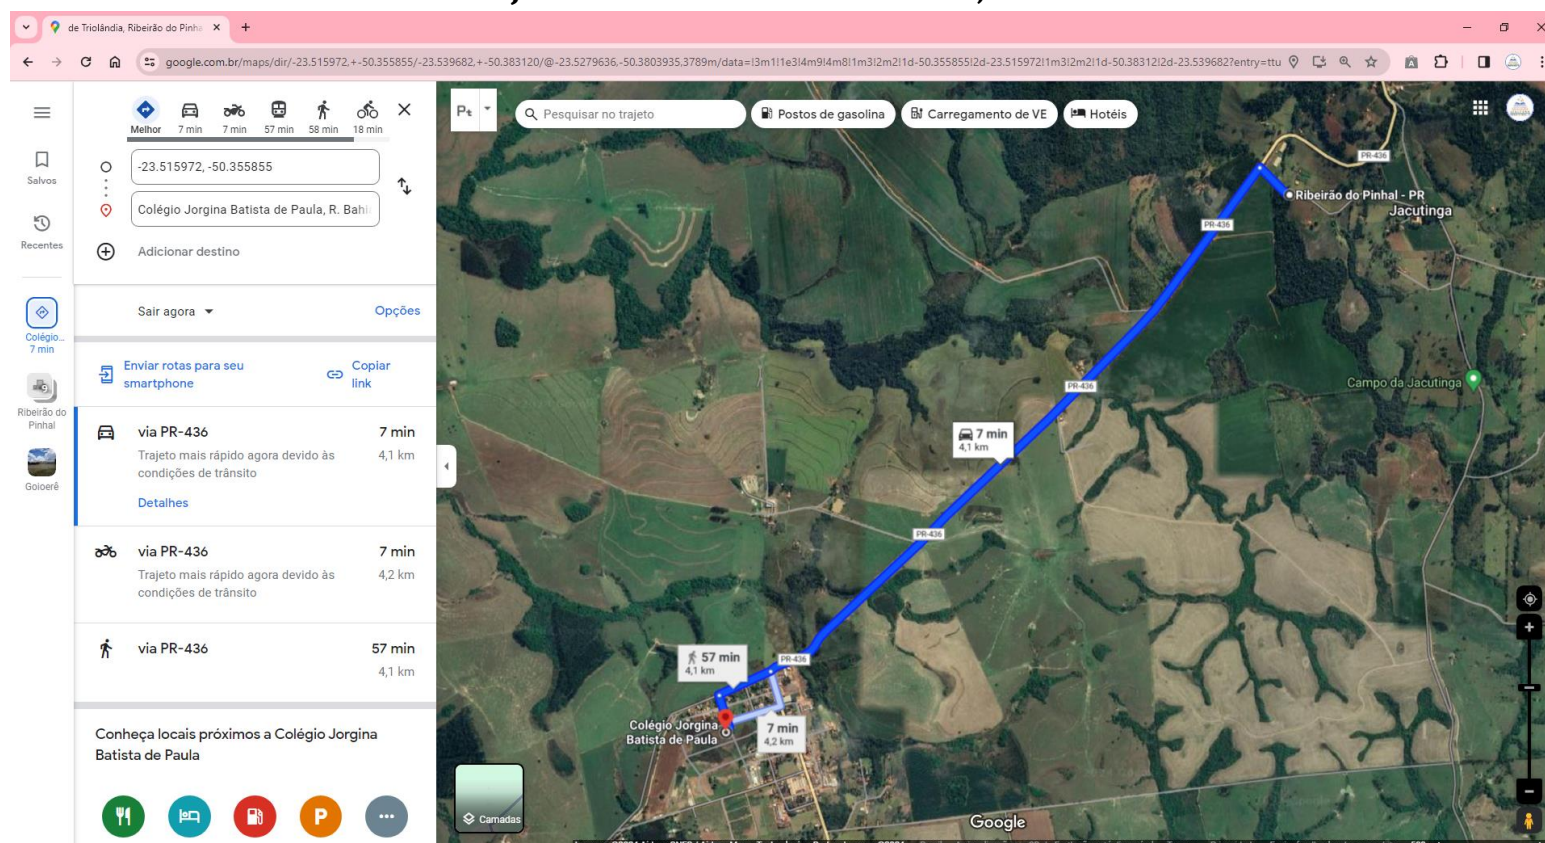 de Triolândia, Ribeirão do Pinh
google.com.br/maps/dir/-23.515972,+-50.355855/-23.539682,+-50.383120/@-23.5279636,-50.3803935,3789m/data=!3m1!1e3!4m9!4m8!1m3!2m2!1d-50.355855!2d-23.515972!1m3!2m2!1d-50.38312!2d-23.539682?entry=ttu
Melhor
7 min
7 min
57 min
58 min
18 min
-23.515972, -50.355855
Colégio Jorgina Batista de Paula, R. Bahi
Adicionar destino
Salvos
Recentes
Colégio...
7 min
Ribeirão do
Pinhal
Goioerê
Sair agora
Opções
Enviar rotas para seu
smartphone
Copiar
link
via PR-436 7 min
Trajeto mais rápido agora devido às 4,1 km
condições de trânsito
Detalhes
via PR-436 7 min
Trajeto mais rápido agora devido às 4,2 km
condições de trânsito
via PR-436 57 min
4,1 km
Conheça locais próximos a Colégio Jorgina
Batista de Paula
P
Pesquisar no trajeto
Postos de gasolina
Carregamento de VE
Hotéis
PR-436
Ribeirão do Pinhal - PR
Jacutinga
PR-436
PR-436
Campo da Jacutinga
7 min
4,1 km
PR-436
57 min
4,1 km
PR-436
Colégio Jorgina
Batista de Paula
7 min
4,2 km
Camadas
Google